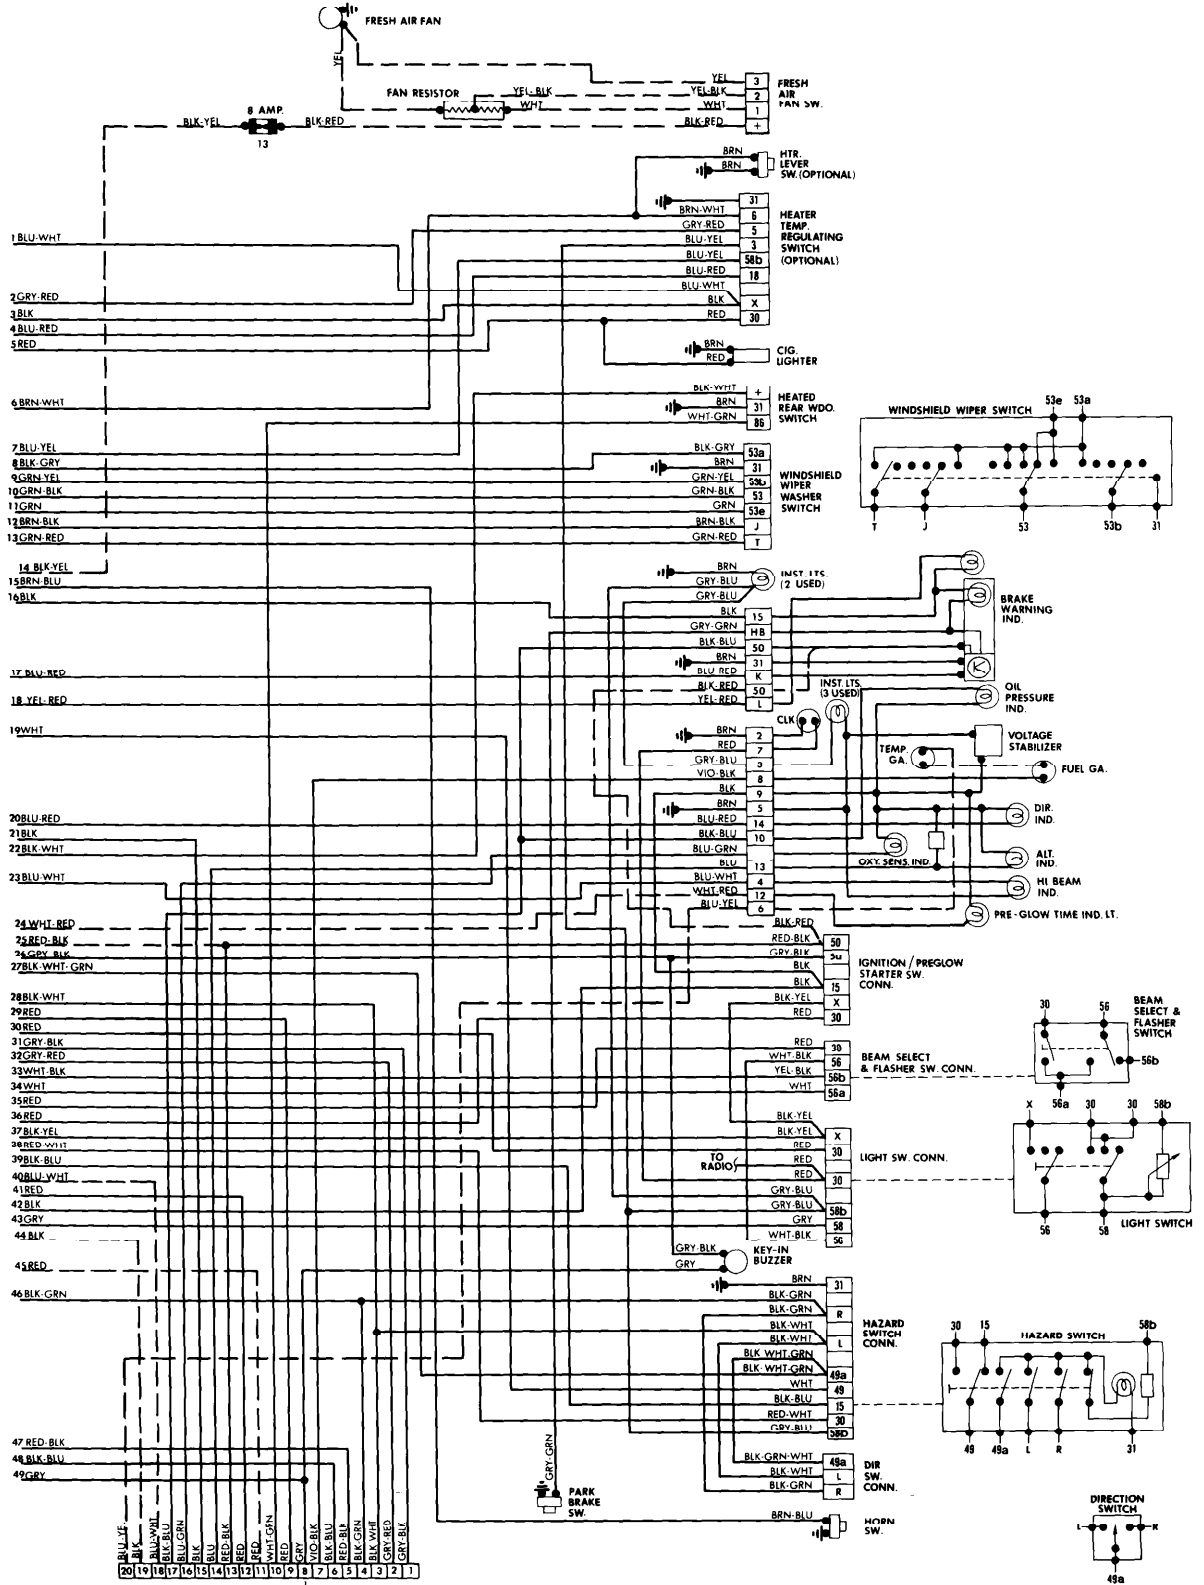 FRESH AIR FAN
YEL
YEL 3 FRESH
FAN RESISTOR YEL-BLK YEL-BLK 2 AIR
WHT WHT 1 FAN SW.
8 AMP.
BLK-YEL BLK-RED BLK-RED +
13
BRN HTR.
BRN LEVER
SW.(OPTIONAL)
31
BRN-WHT 6 HEATER
GRY-RED 5 TEMP.
1 BLU-WHT BLU-YEL 3 REGULATING
BLU-YEL 58b SWITCH
BLU-RED 18 (OPTIONAL)
BLU-WHT
2 GRY-RED BLK X
3 BLK RED 30
4 BLU-RED
5 RED BRN CIG.
RED LIGHTER
BLK-WHT + HEATED
6 BRN-WHT BRN 31 REAR WDO.
WHT-GRN 86 SWITCH
WINDSHIELD WIPER SWITCH 53e 53a
7 BLU-YEL BLK-GRY 53a
8 BLK-GRY BRN 31 WINDSHIELD
9 GRN-YEL GRN-YEL 53b WIPER
10 GRN-BLK GRN-BLK 53 WASHER
11 GRN GRN 53e SWITCH
12 BRN-BLK BRN-BLK J
13 GRN-RED GRN-RED T
T J 53 53b 31
14 BLK-YEL BRN INST. LTS.
15 BRN-BLU GRY-BLU (2 USED)
16 BLK GRY-BLU
BLK 15 BRAKE
GRY-GRN HB WARNING
BLK-BLU 50 IND.
BRN 31
17 BLU-RED BLU RED K K
BLK-RED 50 INST. LTS. OIL
18 YEL-RED YEL-RED L (3 USED) PRESSURE
IND.
CLK
19 WHT BRN 2 VOLTAGE
RED 7 TEMP. STABILIZER
GRY-BLU 3 GA.
VIO-BLK 8 FUEL GA.
BLK 9
BRN 5 DIR.
20 BLU-RED BLU-RED 14 IND.
21 BLK BLK-BLU 10
22 BLK-WHT BLU-GRN OXY. SENS. IND. ALT.
BLU 13 IND.
23 BLU-WHT BLU-WHT 4 HI BEAM
WHT-RED 12 IND.
BLU-YEL 6 PRE-GLOW TIME IND. LT.
24 WHT-RED BLK-RED
25 RED-BLK RED-BLK 50
26 GRY BLK GRY-BLK 50 IGNITION / PREGLOW
27 BLK-WHT-GRN BLK STARTER SW.
BLK 15 CONN.
28 BLK-WHT BLK-YEL X
29 RED RED 30
30 RED
31 GRY-BLK RED 30
32 GRY-RED WHT-BLK 56 BEAM SELECT
33 WHT-BLK YEL-BLK 56b & FLASHER SW. CONN.
34 WHT WHT 56a
30 56 BEAM
SELECT &
FLASHER
SWITCH
56b
56a
35 RED
36 RED BLK-YEL
37 BLK-YEL BLK-YEL X
38 RED-WHT RED 30
39 BLK-BLU TO RADIO RED LIGHT SW. CONN.
40 BLU-WHT RED 30
41 RED GRY-BLU
42 BLK GRY-BLU 58b
43 GRY GRY 58
44 BLK WHT-BLK 56
X 30 30 58b
56 58 LIGHT SWITCH
GRY-BLK KEY-IN
GRY BUZZER
45 RED
BRN 31
46 BLK-GRN BLK-GRN
BLK-GRN R HAZARD
BLK-WHT SWITCH
BLK-WHT L CONN.
BLK WHT-GRN
BLK-WHT-GRN 49a
WHT 49
BLK-BLU 15
RED-WHT 30
GRY-BLU 58b
30 15 HAZARD SWITCH 58b
49 49a L R 31
47 RED-BLK
48 BLK-BLU BLK-GRN-WHT 49a DIR
49 GRY BLK-WHT L SW.
BLK-GRN R CONN.
GRY-GRN
PARK
BRAKE
SW.
BRN-BLU HORN
SW.
DIRECTION
SWITCH
L R
49a
BLU-YE BLK BLU-WHT BLK-BLU BLU-GRN BLK BLU RED-BLK RED RED WHT-GRN RED GRY VIO-BLK BLK-BLU RED-BLK BLK-GRN BLK-WHT GRY-RED GRY-BLK
20 19 18 17 16 15 14 13 12 11 10 9 8 7 6 5 4 3 2 1